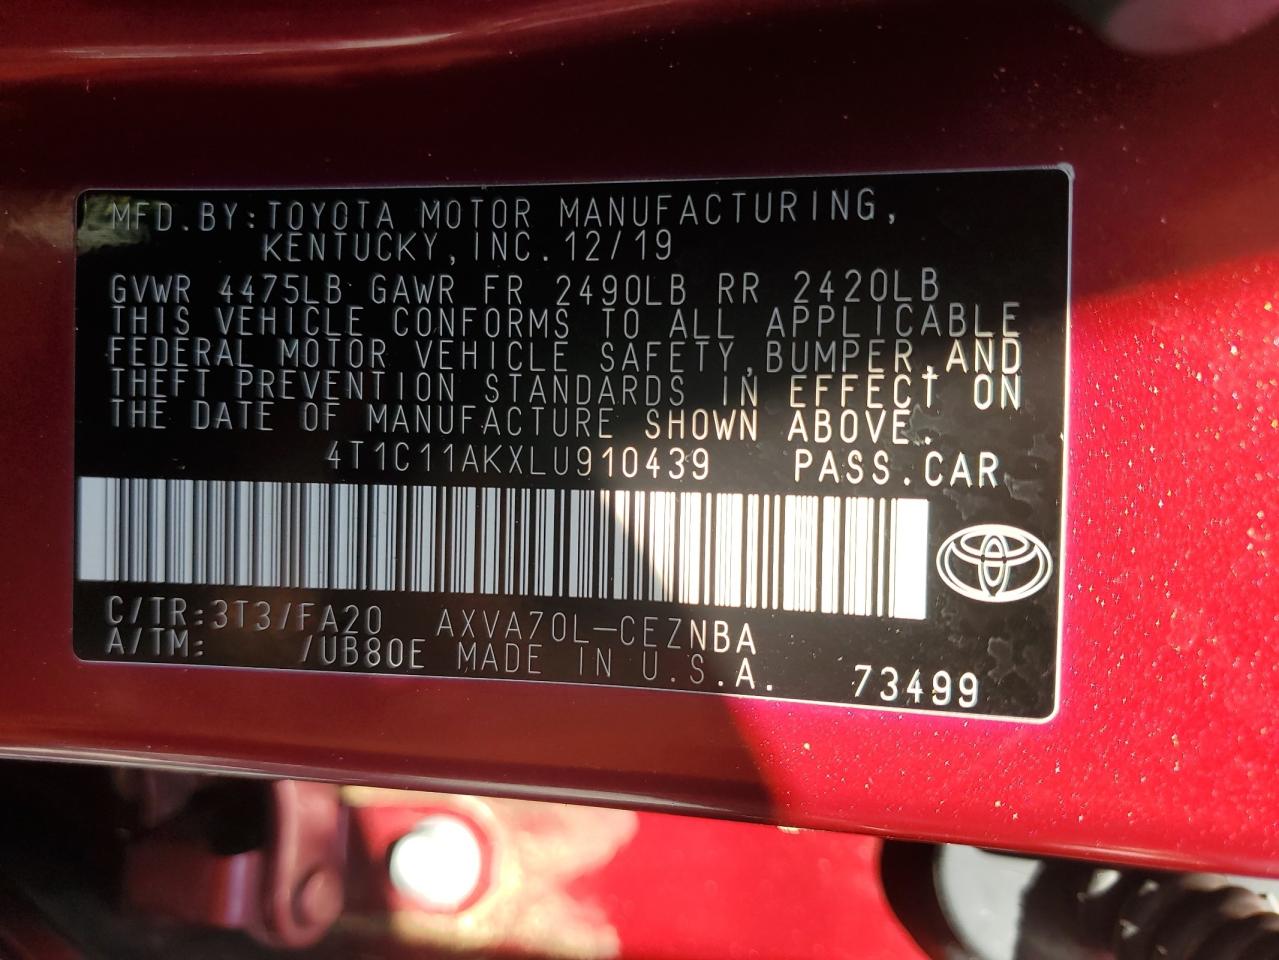 MFD.BY:TOYOTA MOTOR MANUFACTURING,
KENTUCKY,INC.12/19
GVWR 4475LB GAWR FR 2490LB RR 2420LB
THIS VEHICLE CONFORMS TO ALL APPLICABLE
FEDERAL MOTOR VEHICLE SAFETY,BUMPER,AND
THEFT PREVENTION STANDARDS IN EFFECT ON
THE DATE OF MANUFACTURE SHOWN ABOVE.
4T1C11AKXLU910439 PASS.CAR
C/TR:3T3/FA20 AXVA70L-CEZNBA
A/TM: /UB80E MADE IN U.S.A. 73499